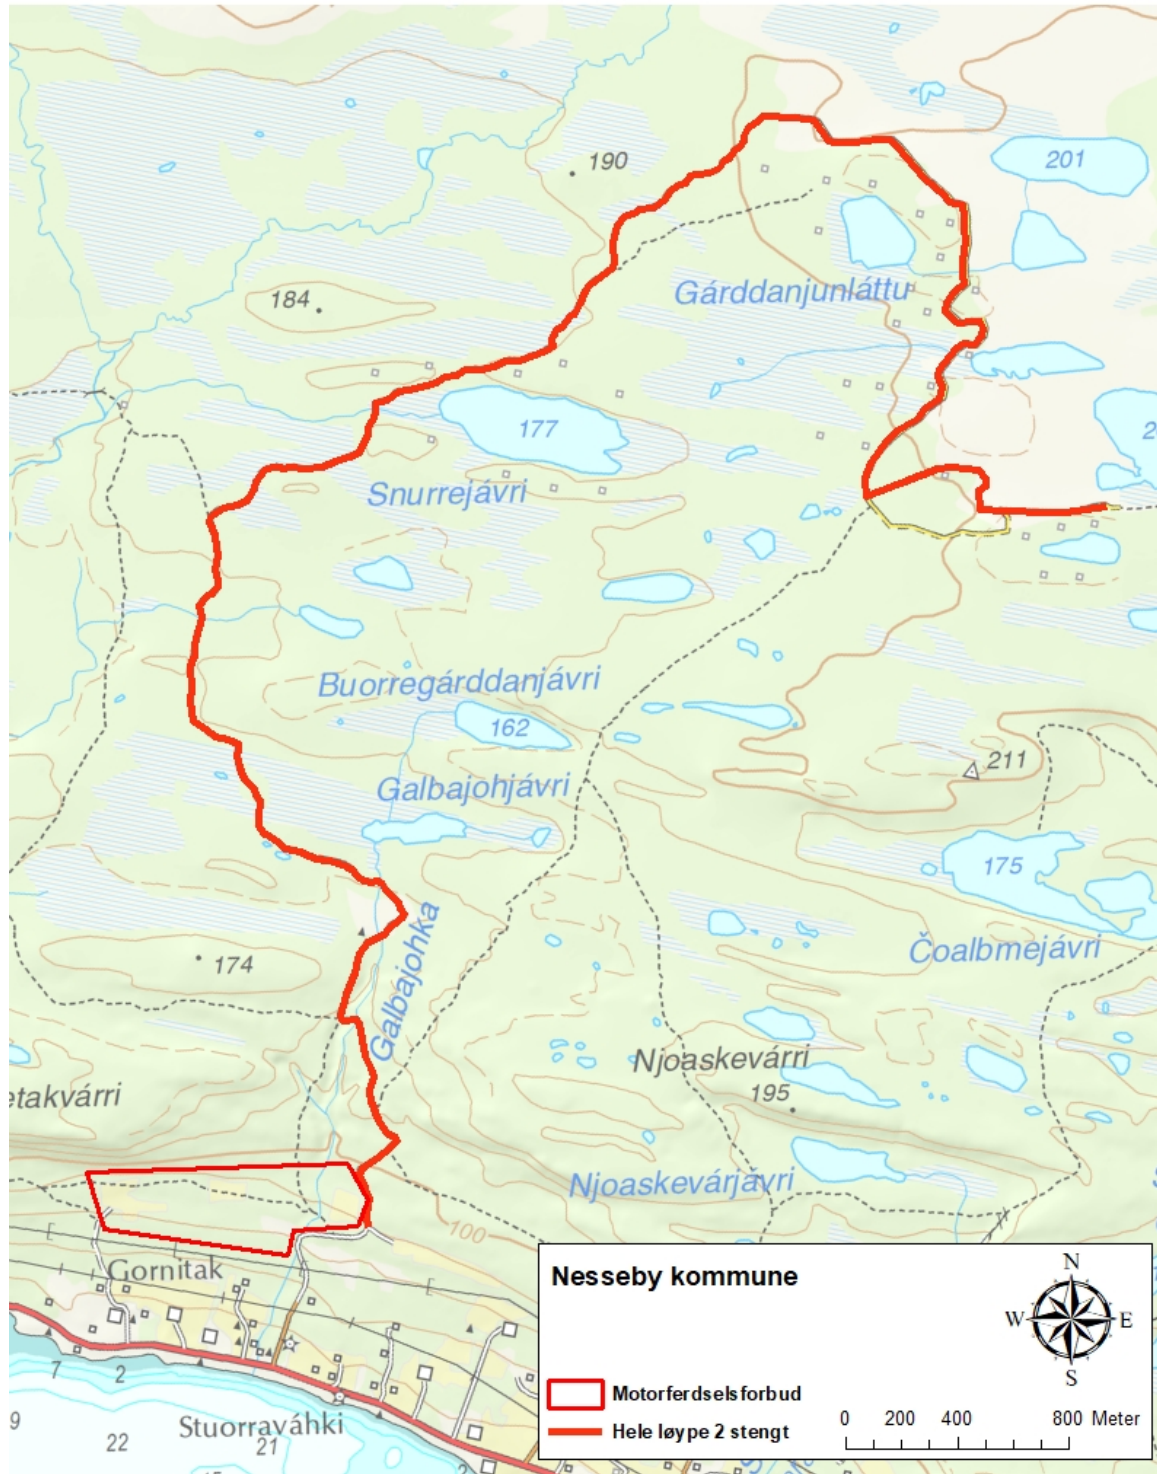 201
190
184
Gárddanjunláttu
177
Snurrejávri
Buorregárddanjávri
162
211
Galbajohjávri
175
Galbajohka
Čoalbmejávri
174
Njoaskevárri
195
etakvárri
Njoaskevárjávri
100
Gornitak
7
2
Stuorraváhki
9
22
21
Nesseby kommune
N
W
E
S
Motorferdselsforbud
Hele løype 2 stengt
0 200 400 800 Meter